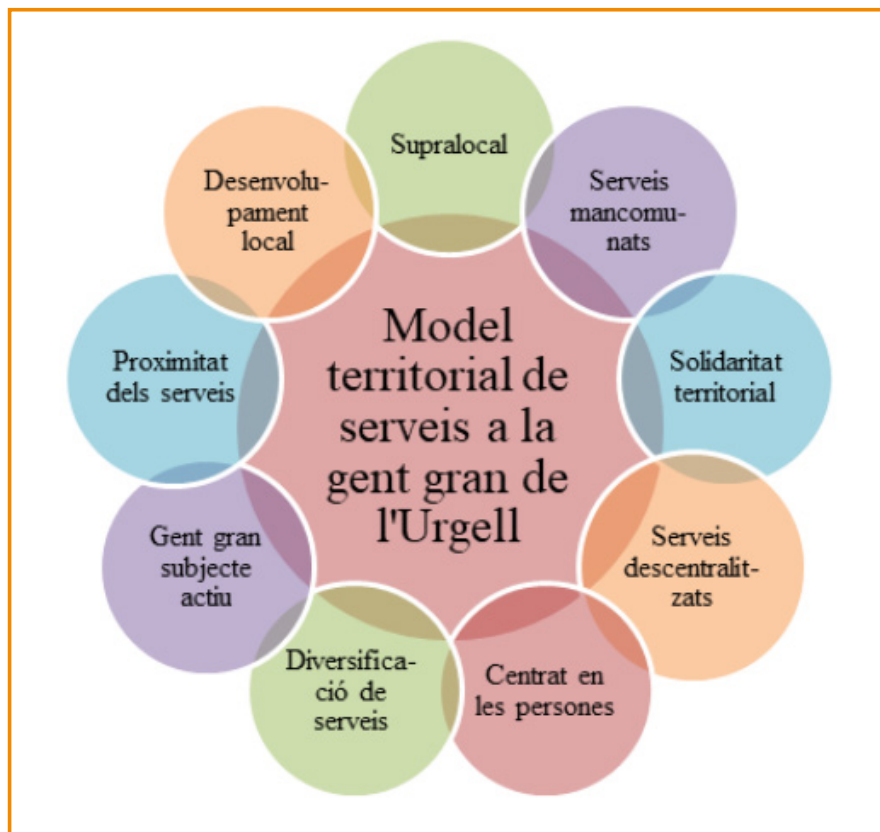 Supralocal
Serveis
mancomu-
nats
Solidaritat
territorial
Serveis
descentralit-
zats
Centrat en
les persones
Diversifica-
ció de
serveis
Gent gran
subjecte
actiu
Proximitat
dels serveis
Desenvolu-
pament
local
Model
territorial de
serveis a la
gent gran de
l'Urgell